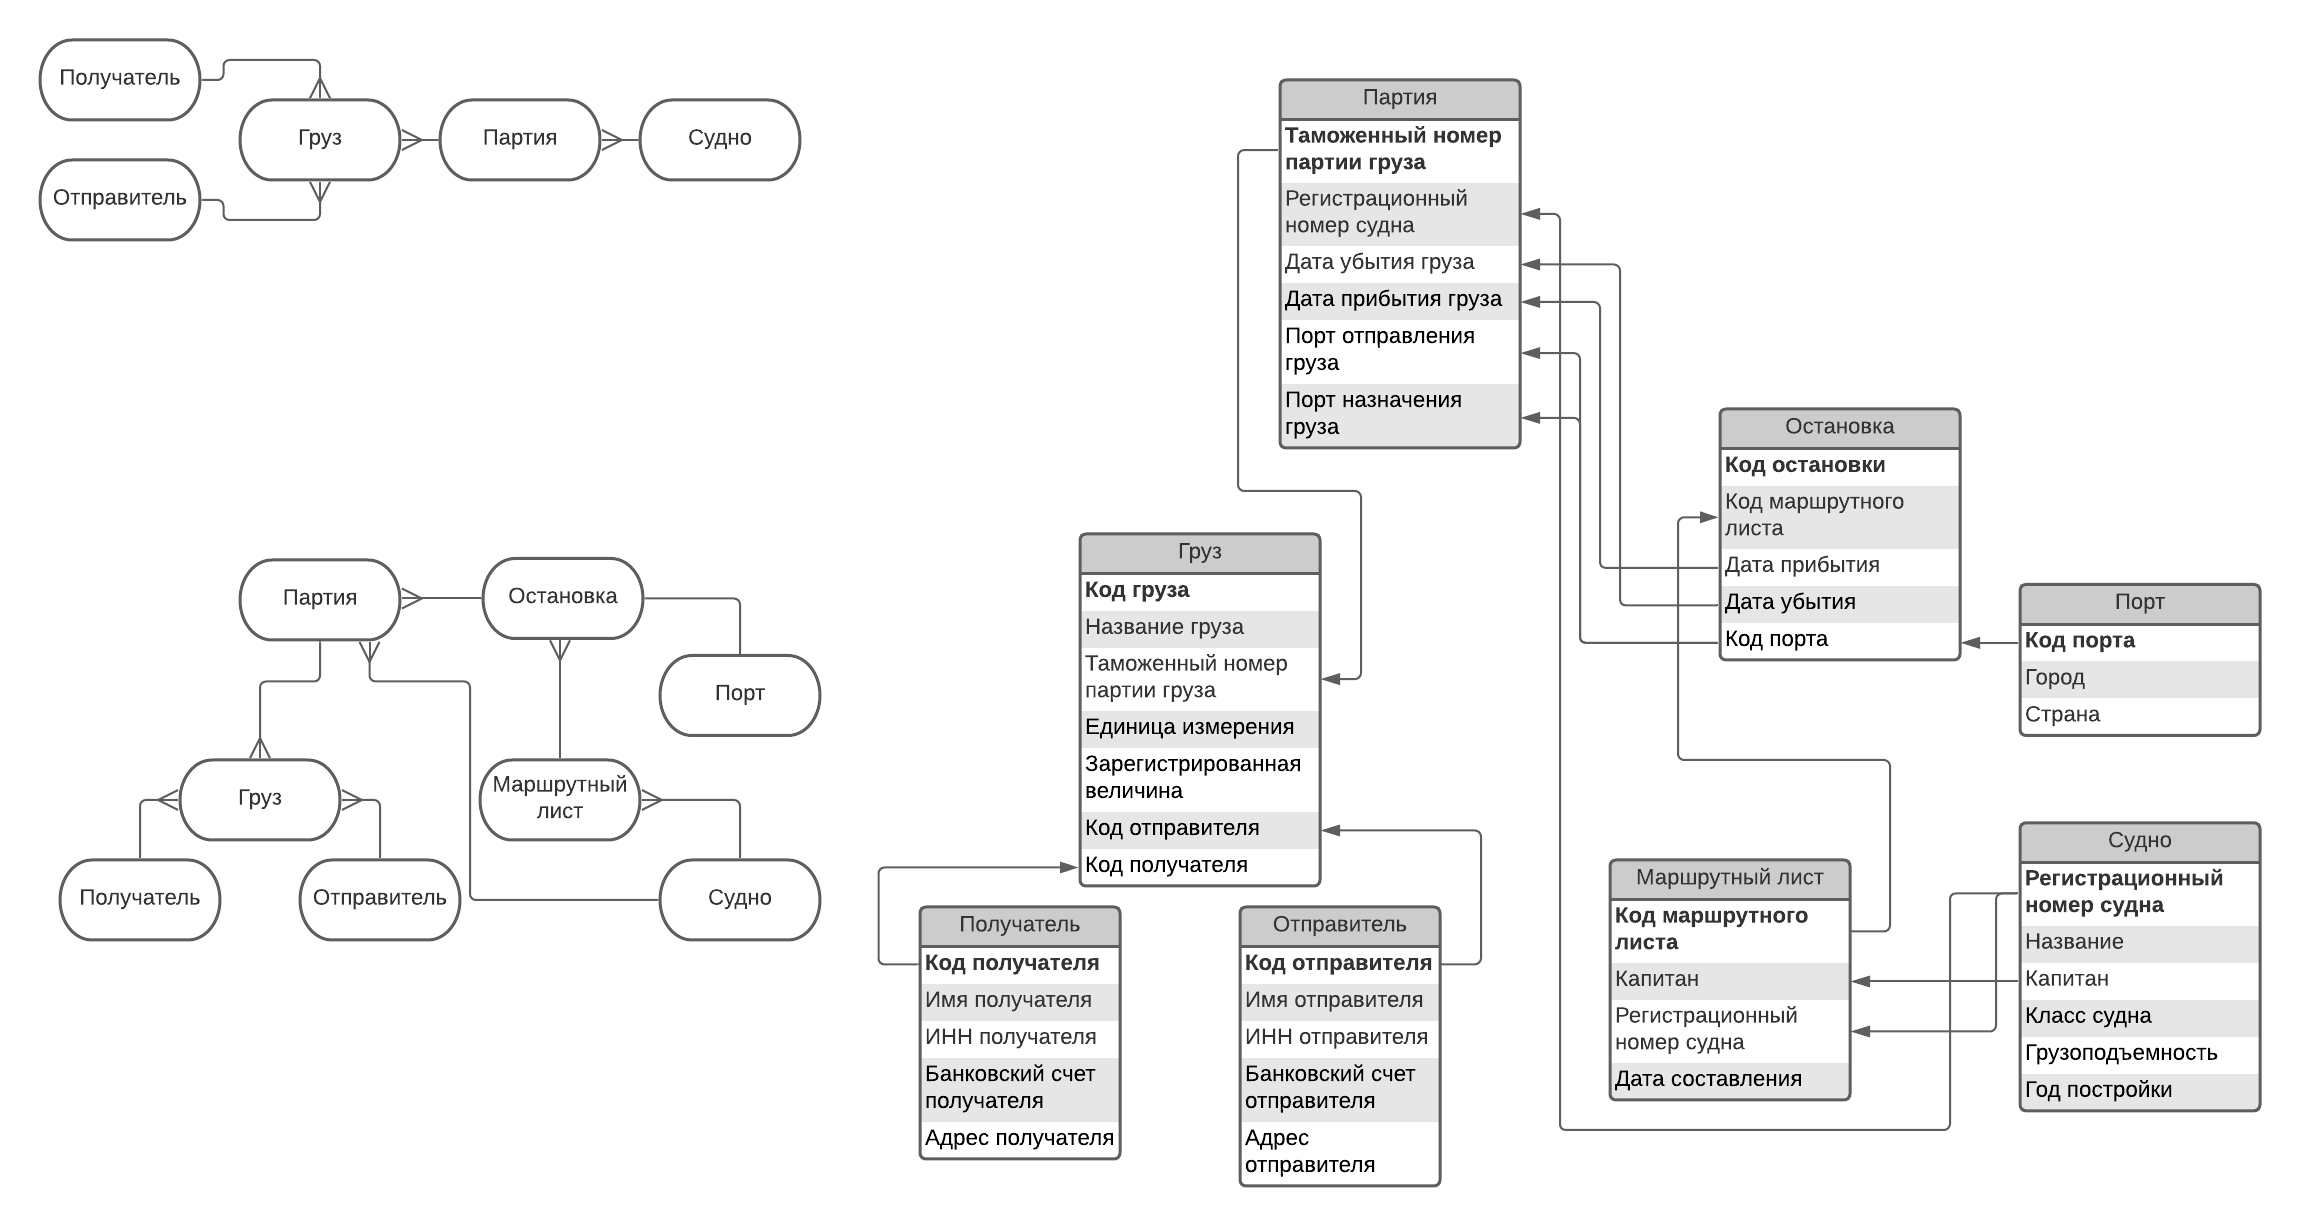 Получатель
Отправитель
Груз
Партия
Судно
Партия
Остановка
Порт
Груз
Маршрутный
лист
Получатель
Отправитель
Судно
Партия
Таможенный номер
партии груза
Регистрационный
номер судна
Дата убытия груза
Дата прибытия груза
Порт отправления
груза
Порт назначения
груза
Груз
Код груза
Название груза
Таможенный номер
партии груза
Единица измерения
Зарегистрированная
величина
Код отправителя
Код получателя
Получатель
Код получателя
Имя получателя
ИНН получателя
Банковский счет
получателя
Адрес получателя
Отправитель
Код отправителя
Имя отправителя
ИНН отправителя
Банковский счет
отправителя
Адрес
отправителя
Остановка
Код остановки
Код маршрутного
листа
Дата прибытия
Дата убытия
Код порта
Порт
Код порта
Город
Страна
Маршрутный лист
Код маршрутного
листа
Капитан
Регистрационный
номер судна
Дата составления
Судно
Регистрационный
номер судна
Название
Капитан
Класс судна
Грузоподъемность
Год постройки